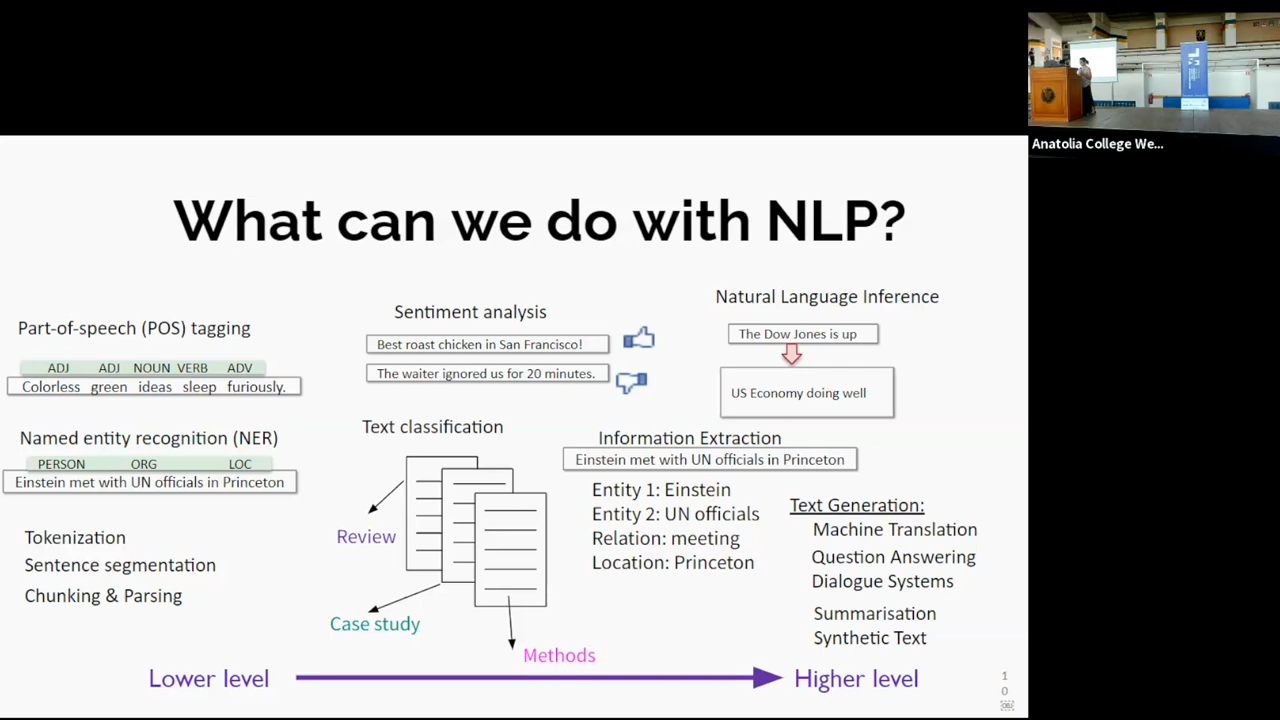 What can we do with NLP?
Part-of-speech (POS) tagging
ADJ ADJ NOUN VERB ADV
Colorless green ideas sleep furiously.
Named entity recognition (NER)
PERSON ORG LOC
Einstein met with UN officials in Princeton
Tokenization
Sentence segmentation
Chunking & Parsing
Sentiment analysis
Best roast chicken in San Francisco!
The waiter ignored us for 20 minutes.
Text classification
Review
Case study
Methods
Natural Language Inference
The Dow Jones is up
US Economy doing well
Information Extraction
Einstein met with UN officials in Princeton
Entity 1: Einstein
Entity 2: UN officials
Relation: meeting
Location: Princeton
Text Generation:
Machine Translation
Question Answering
Dialogue Systems
Summarisation
Synthetic Text
Lower level
Higher level
1
0
Anatolia College We...